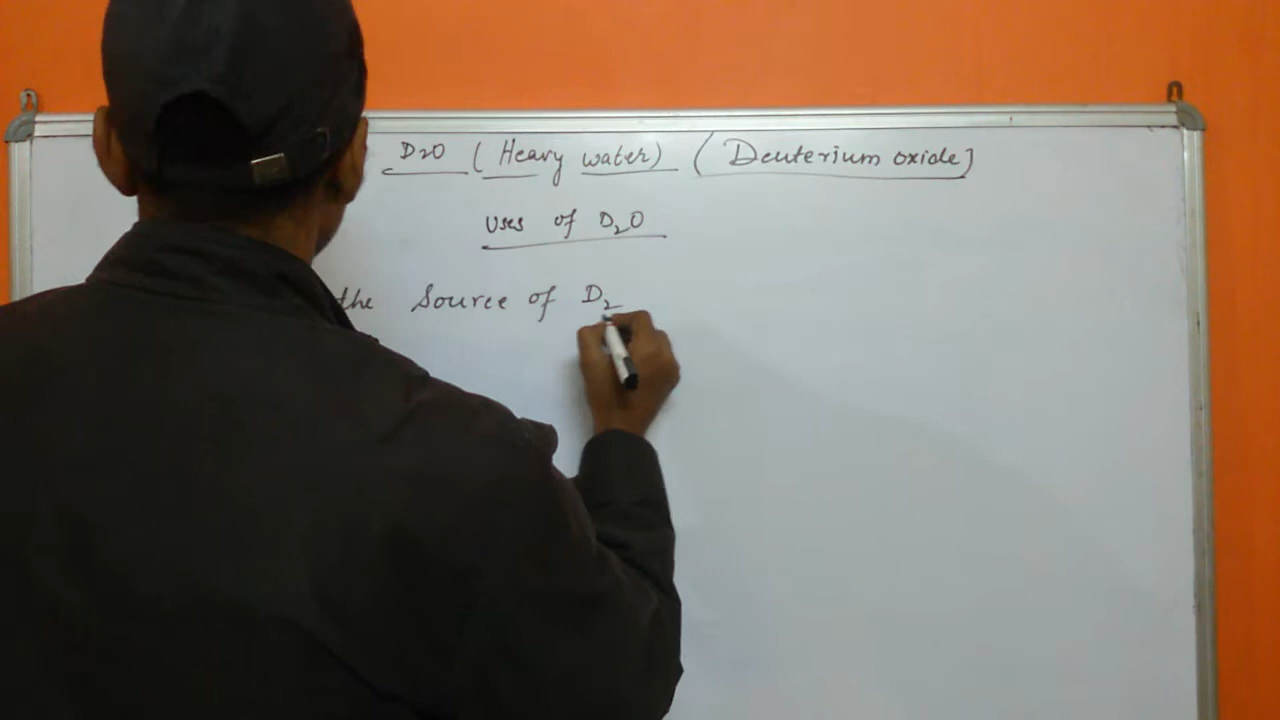 D2O (Heavy water) (Deuterium oxide)
Uses of D2O
the Source of D2